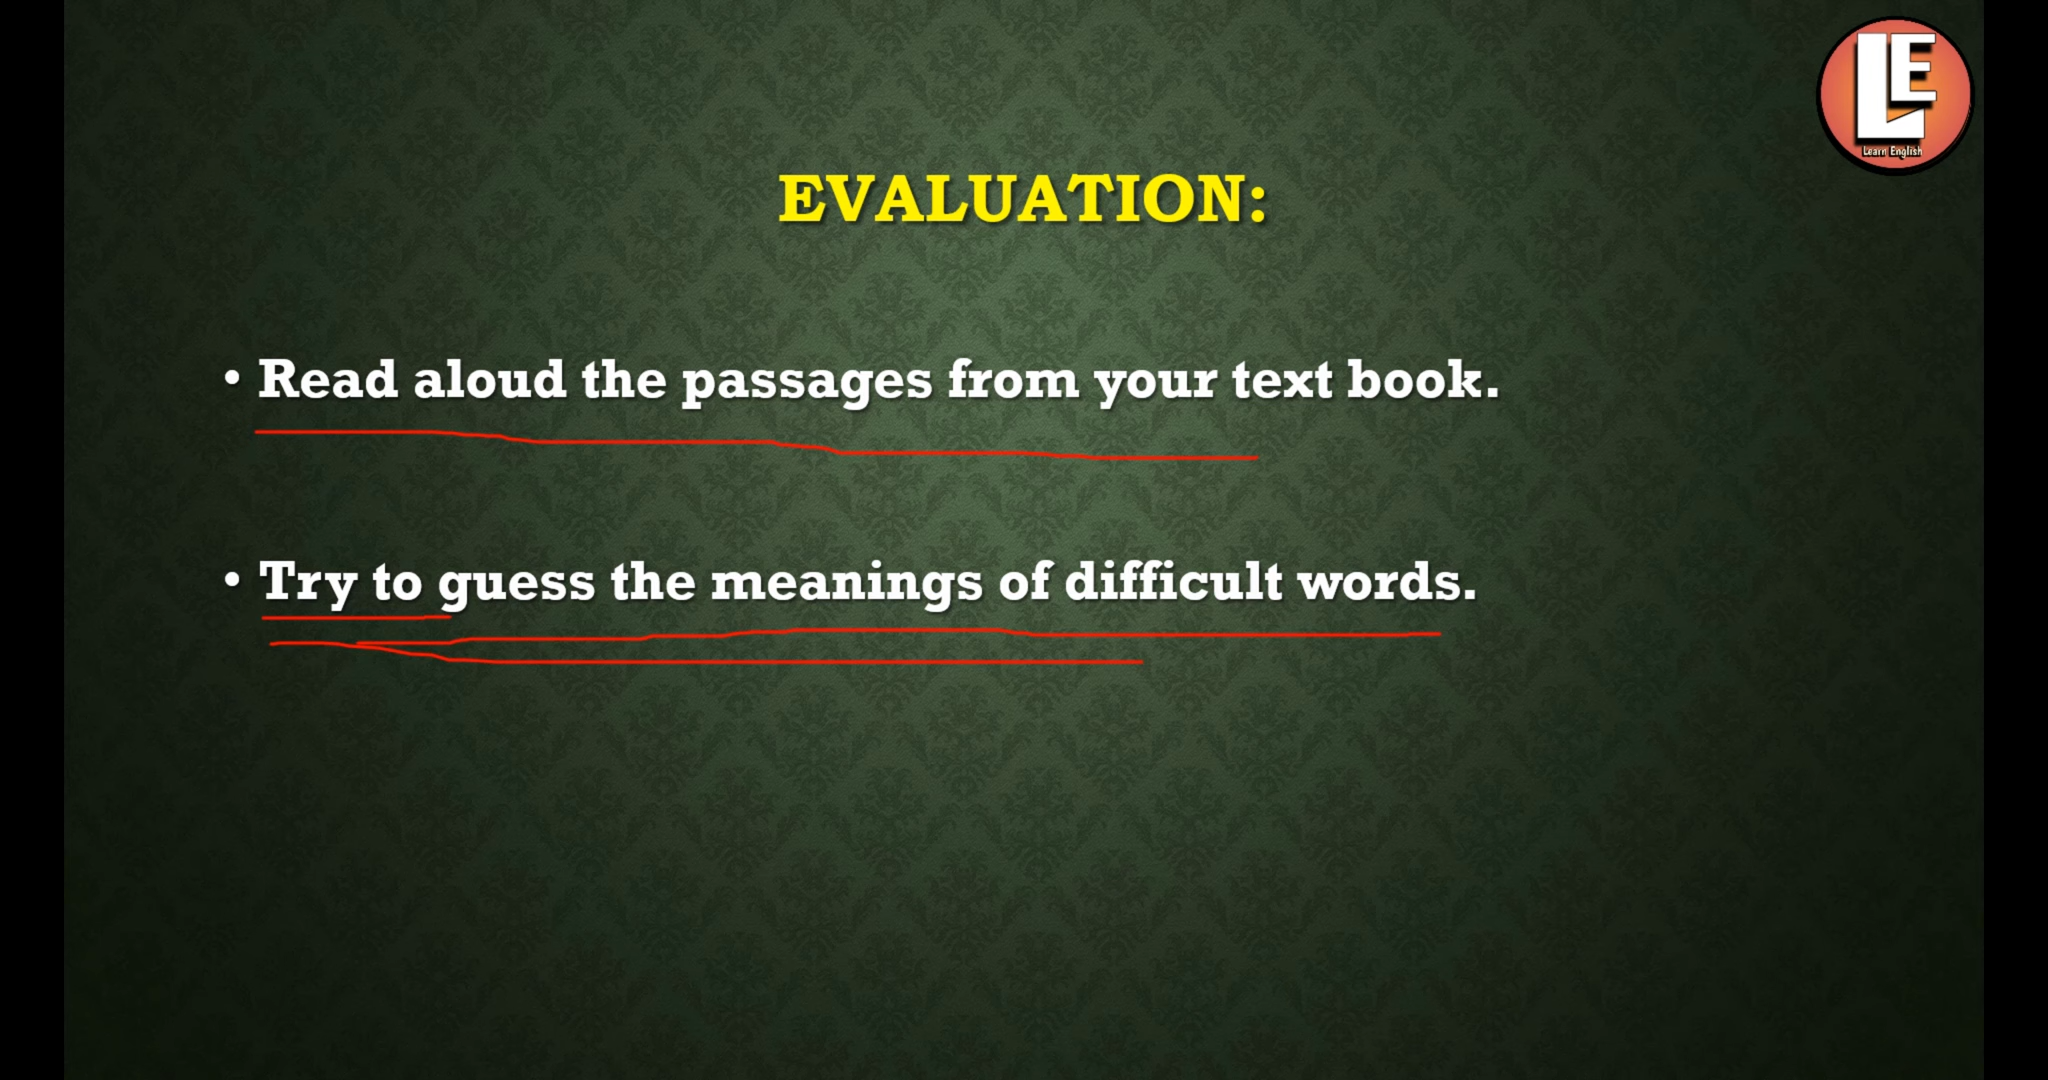 LE
Learn English
EVALUATION:
• Read aloud the passages from your text book.
• Try to guess the meanings of difficult words.